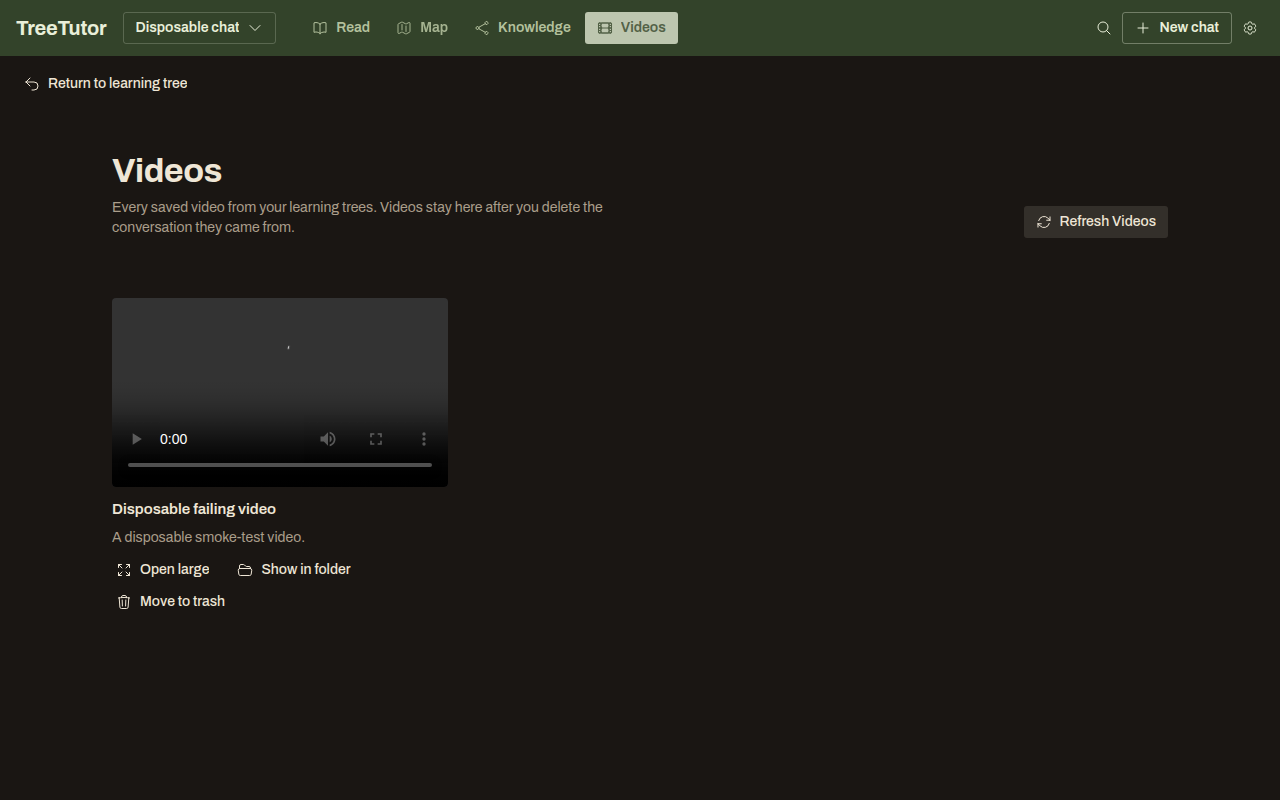 TreeTutor
Disposable chat
Read
Map
Knowledge
Videos
New chat
Return to learning tree
Videos
Every saved video from your learning trees. Videos stay here after you delete the
conversation they came from.
Refresh Videos
0:00
Disposable failing video
A disposable smoke-test video.
Open large
Show in folder
Move to trash